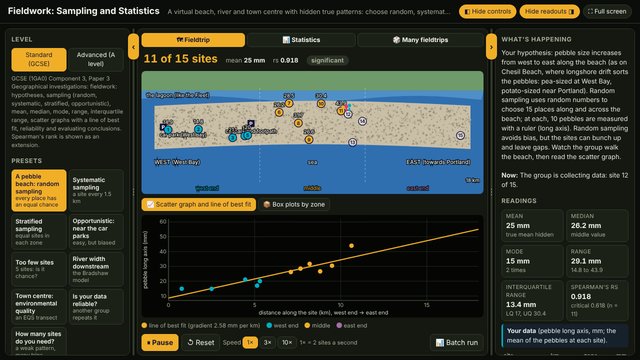 Fieldwork: Sampling and Statistics
A virtual beach, river and town centre with hidden true patterns: choose random, systemat...
Hide controls
Hide readouts
Full screen
LEVEL
Standard (GCSE)
Advanced (A level)
GCSE (1GA0) Component 3, Paper 3
Geographical investigations: fieldwork: hypotheses, sampling (random, systematic, stratified, opportunistic), mean, median, mode, range, interquartile range, scatter graphs with a line of best fit, reliability and evaluating conclusions. Spearman's rank is shown as an extension.
PRESETS
A pebble beach: random sampling
every place has an equal chance
Systematic sampling
a site every 1.5 km
Stratified sampling
equal sites in each zone
Opportunistic: near the car parks
easy, but biased
Too few sites
5 sites: is it chance?
River width downstream
the Bradshaw model
Town centre: environmental quality
an EQS transect
Is your data reliable?
another group repeats it
How many sites do you need?
a weak pattern,
Fieldtrip
Statistics
Many fieldtrips
11 of 15 sites
mean 25 mm
rs 0.918
significant
the lagoon (like the Fleet)
WEST (West Bay)
sea
EAST (towards Portland)
18 km
west end
middle
east end
Scatter graph and line of best fit
Box plots by zone
pebble long axis (mm)
60
50
40
30
20
10
0
5
10
15
distance along the site (km), west end → east end
line of best fit (gradient 2.58 mm per km)
west end
middle
east end
Pause
Reset
Speed
1×
3×
10×
1× = 2 sites a second
Batch run
WHAT'S HAPPENING
Your hypothesis: pebble size increases from west to east along the beach (as on Chesil Beach, where longshore drift sorts the pebbles: pea-sized at West Bay, potato-sized near Portland). Random sampling uses random numbers to choose 15 places along and across the beach; at each, 10 pebbles are measured with a ruler (long axis). Random sampling avoids bias, but the sites can bunch up and leave gaps. Watch the group walk the beach, then read the scatter graph.
Now: The group is collecting data: site 12 of 15.
READINGS
MEAN
25 mm
true mean hidden
MEDIAN
26.2 mm
middle value
MODE
15 mm
2 times
RANGE
29.1 mm
14.8 to 43.9
INTERQUARTILE RANGE
13.4 mm
LQ 17, UQ 30.4
SPEARMAN'S RS
0.918
critical 0.618 (n = 11)
Your data (pebble long axis, mm; the mean of the pebbles at each site).